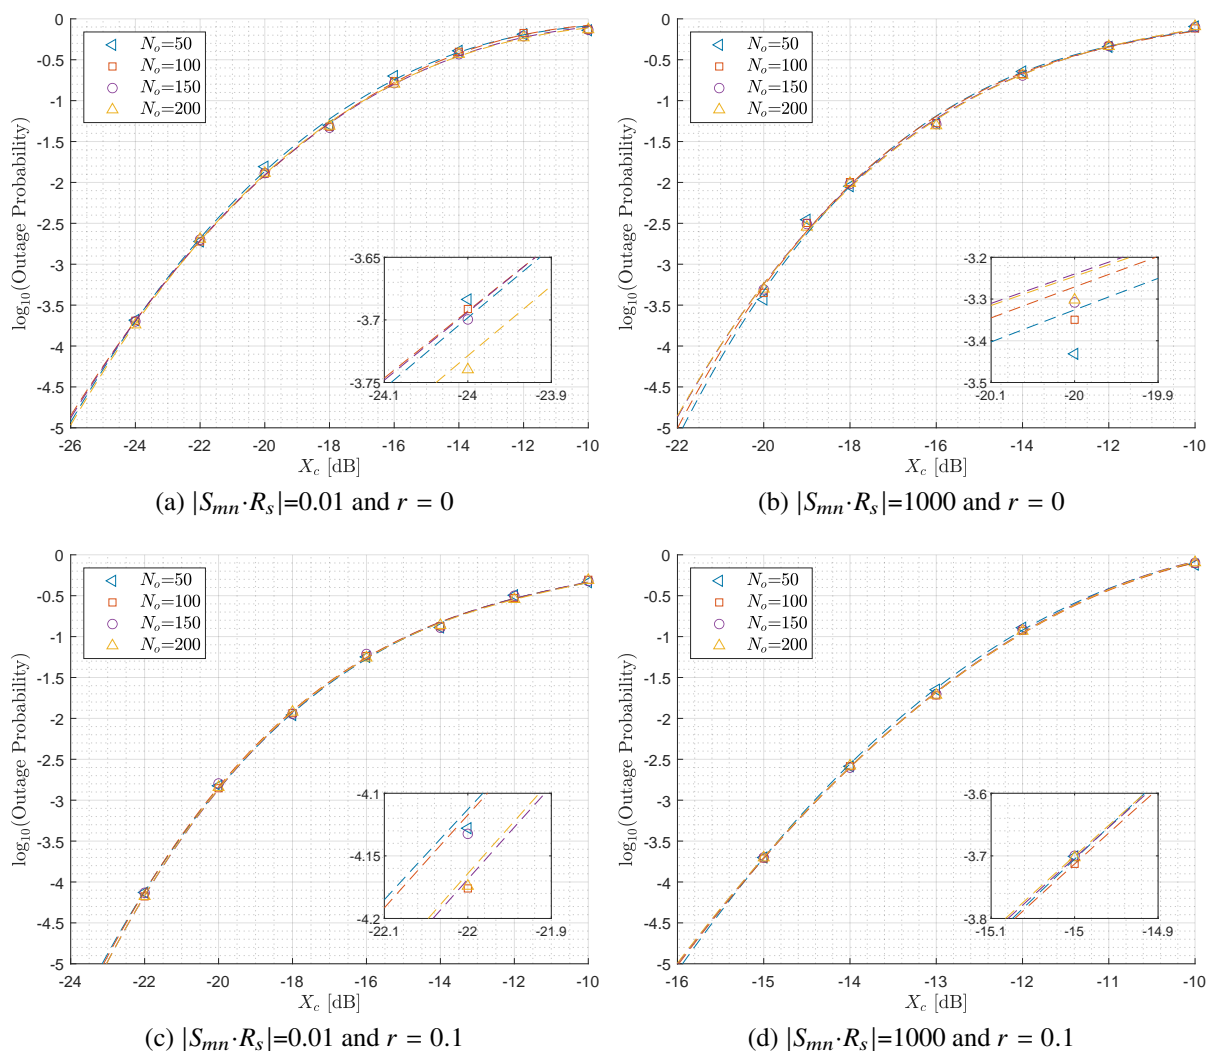 0
-0.5
-1
-1.5
-2
-2.5
-3
-3.5
-4
-4.5
-5
log₁₀(Outage Probability)
Nₒ=50
Nₒ=100
Nₒ=150
Nₒ=200
-3.65
-3.7
-3.75
-24.1 -24 -23.9
-26 -24 -22 -20 -18 -16 -14 -12 -10
X_c [dB]
(a) |Sₘₙ·Rₛ|=0.01 and r = 0
0
-0.5
-1
-1.5
-2
-2.5
-3
-3.5
-4
-4.5
-5
log₁₀(Outage Probability)
Nₒ=50
Nₒ=100
Nₒ=150
Nₒ=200
-3.2
-3.3
-3.4
-3.5
-20.1 -20 -19.9
-22 -20 -18 -16 -14 -12 -10
X_c [dB]
(b) |Sₘₙ·Rₛ|=1000 and r = 0
0
-0.5
-1
-1.5
-2
-2.5
-3
-3.5
-4
-4.5
-5
log₁₀(Outage Probability)
Nₒ=50
Nₒ=100
Nₒ=150
Nₒ=200
-4.1
-4.15
-4.2
-22.1 -22 -21.9
-24 -22 -20 -18 -16 -14 -12 -10
X_c [dB]
(c) |Sₘₙ·Rₛ|=0.01 and r = 0.1
0
-0.5
-1
-1.5
-2
-2.5
-3
-3.5
-4
-4.5
-5
log₁₀(Outage Probability)
Nₒ=50
Nₒ=100
Nₒ=150
Nₒ=200
-3.6
-3.7
-3.8
-15.1 -15 -14.9
-16 -15 -14 -13 -12 -11 -10
X_c [dB]
(d) |Sₘₙ·Rₛ|=1000 and r = 0.1